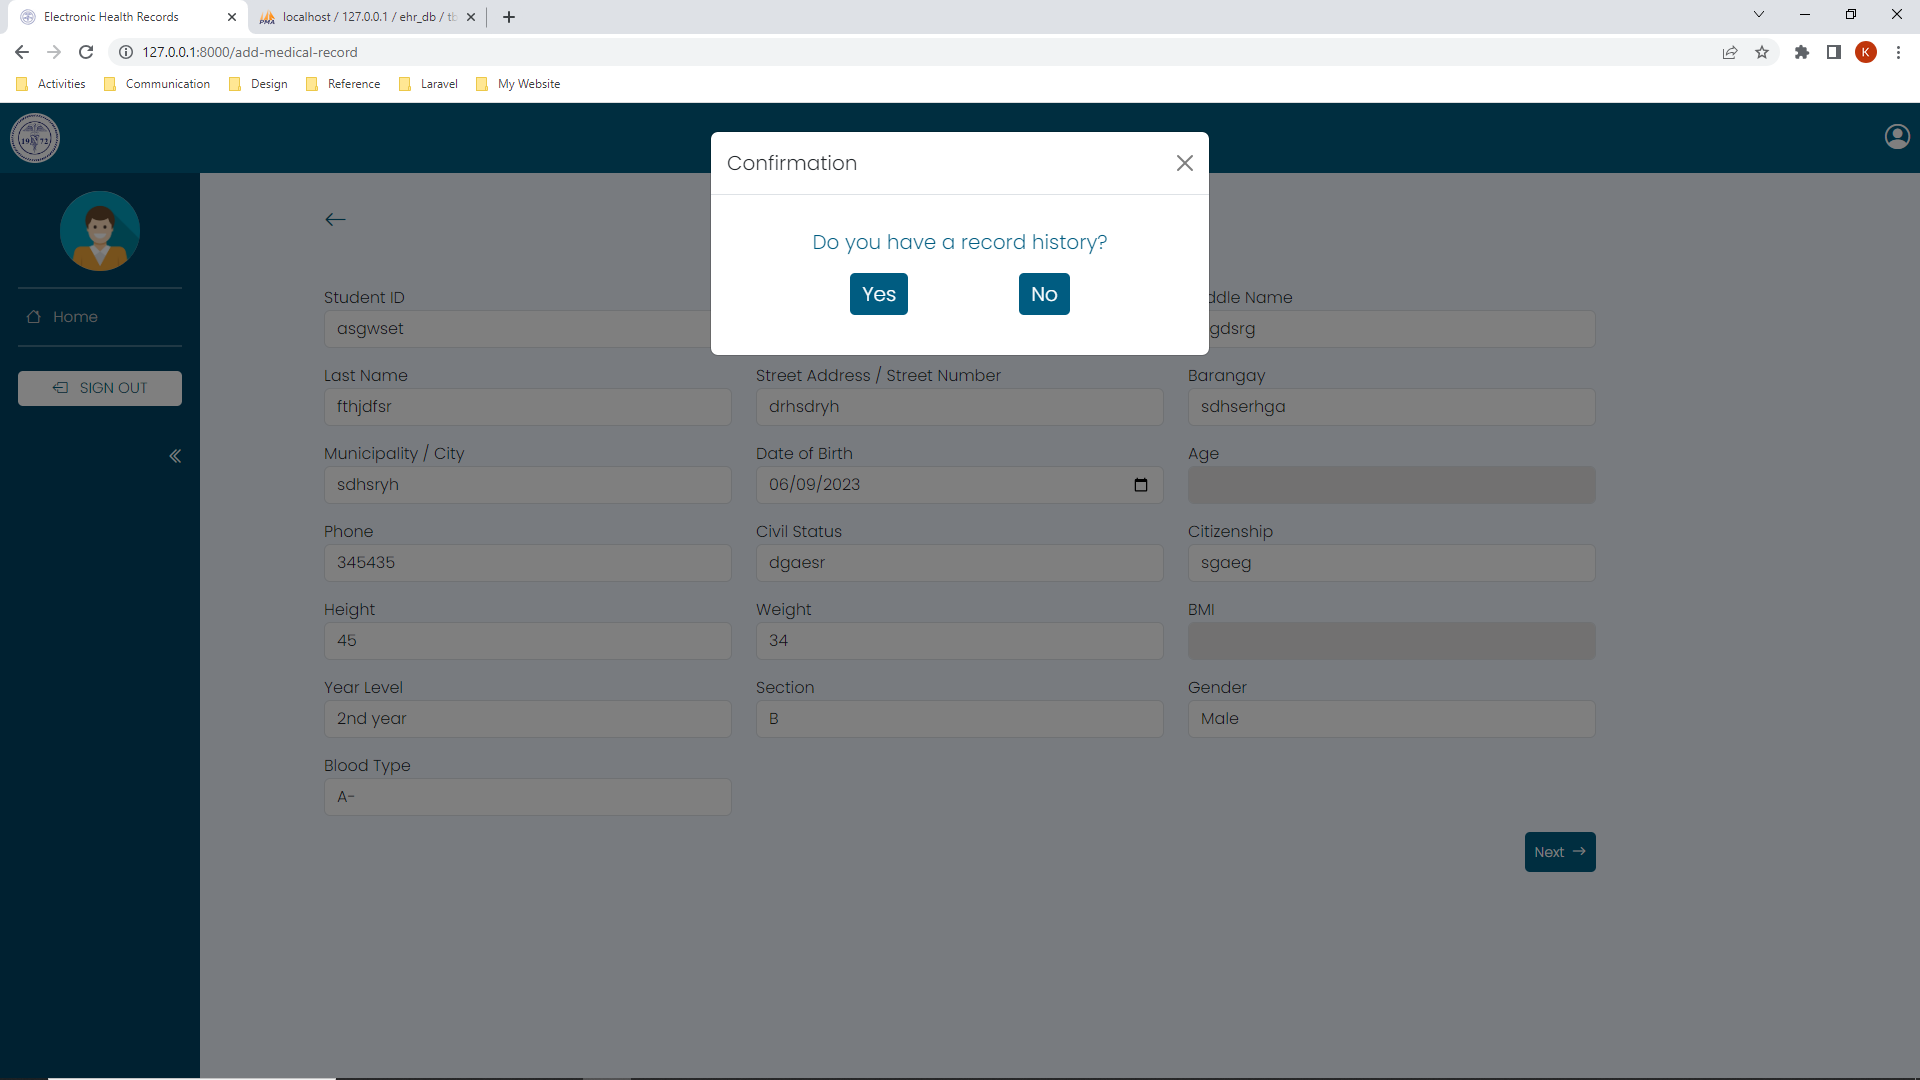 Electronic Health Records
localhost / 127.0.0.1 / ehr_db /
127.0.0.1:8000/add-medical-record
K
Activities
Communication
Design
Reference
Laravel
My Website
1972
Confirmation
Do you have a record history?
Yes
No
Home
SIGN OUT
Student ID
asgwset
ddle Name
gdsrg
Last Name
Street Address / Street Number
Barangay
fthjdfsr
drhsdryh
sdhserhga
Municipality / City
Date of Birth
Age
sdhsryh
06/09/2023
Phone
Civil Status
Citizenship
345435
dgaesr
sgaeg
Height
Weight
BMI
45
34
Year Level
Section
Gender
2nd year
B
Male
Blood Type
A-
Next